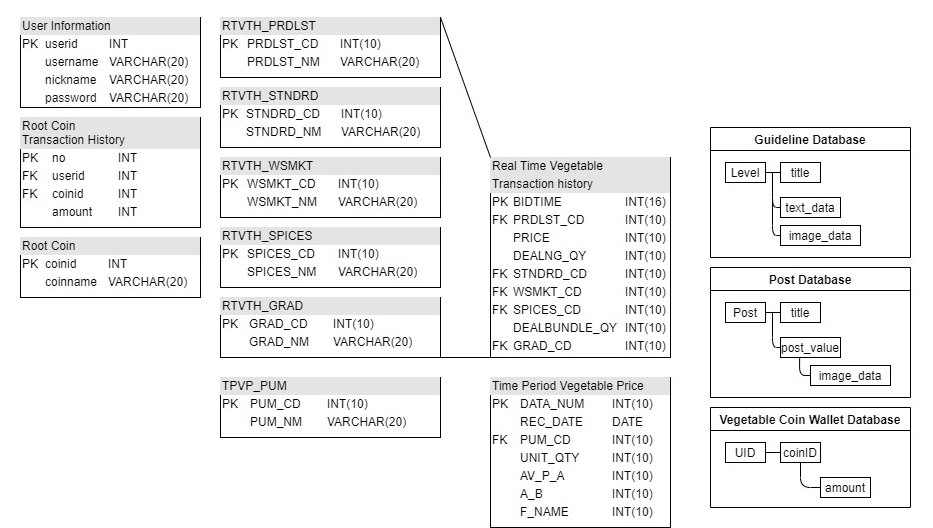 User Information
PK userid INT
username VARCHAR(20)
nickname VARCHAR(20)
password VARCHAR(20)
Root Coin
Transaction History
PK no INT
FK userid INT
FK coinid INT
amount INT
Root Coin
PK coinid INT
coinname VARCHAR(20)
RTVTH_PRDLST
PK PRDLST_CD INT(10)
PRDLST_NM VARCHAR(20)
RTVTH_STNDRD
PK STNDRD_CD INT(10)
STNDRD_NM VARCHAR(20)
RTVTH_WSMKT
PK WSMKT_CD INT(10)
WSMKT_NM VARCHAR(20)
RTVTH_SPICES
PK SPICES_CD INT(10)
SPICES_NM VARCHAR(20)
RTVTH_GRAD
PK GRAD_CD INT(10)
GRAD_NM VARCHAR(20)
TPVP_PUM
PK PUM_CD INT(10)
PUM_NM VARCHAR(20)
Real Time Vegetable
Transaction history
PK BIDTIME INT(16)
FK PRDLST_CD INT(10)
PRICE INT(10)
DEALNG_QY INT(10)
FK STNDRD_CD INT(10)
FK WSMKT_CD INT(10)
FK SPICES_CD INT(10)
DEALBUNDLE_QY INT(10)
FK GRAD_CD INT(10)
Time Period Vegetable Price
PK DATA_NUM INT(10)
REC_DATE DATE
FK PUM_CD INT(10)
UNIT_QTY INT(10)
AV_P_A INT(10)
A_B INT(10)
F_NAME INT(10)
Guideline Database
Level title
text_data
image_data
Post Database
Post title
post_value
image_data
Vegetable Coin Wallet Database
UID coinID
amount